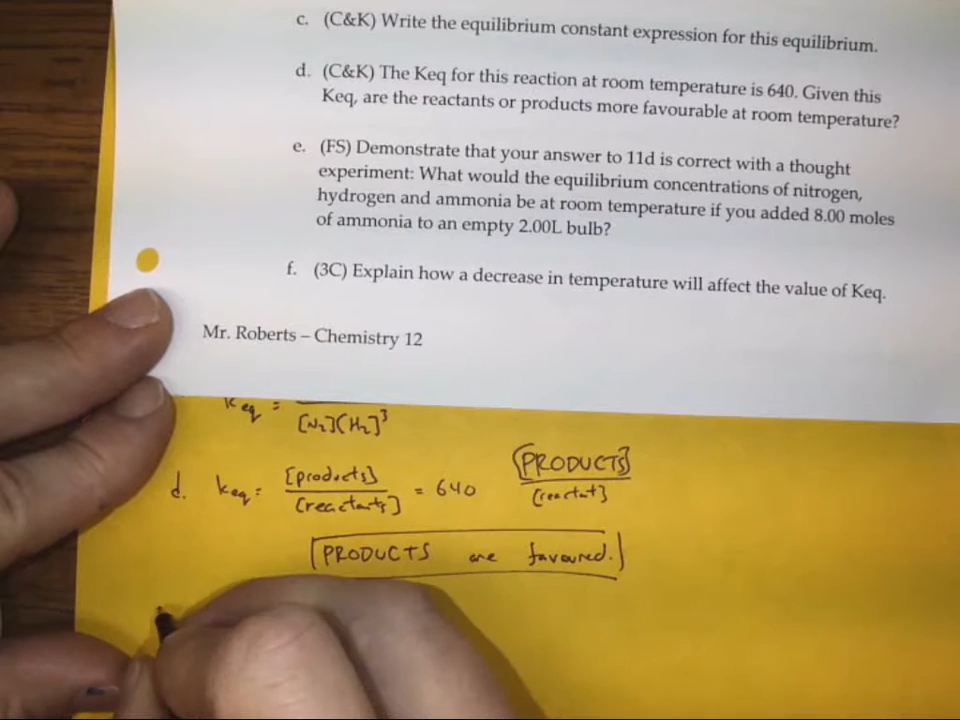 c. (C&K) Write the equilibrium constant expression for this equilibrium.
d. (C&K) The Keq for this reaction at room temperature is 640. Given this
Keq, are the reactants or products more favourable at room temperature?
e. (FS) Demonstrate that your answer to 11d is correct with a thought
experiment: What would the equilibrium concentrations of nitrogen,
hydrogen and ammonia be at room temperature if you added 8.00 moles
of ammonia to an empty 2.00L bulb?
f. (3C) Explain how a decrease in temperature will affect the value of Keq.
Mr. Roberts – Chemistry 12
Keq =
[N₂][H₂]³
d. Keq = [products] / [reactants] = 640 [PRODUCTS] / [reactant]
PRODUCTS are favoured.